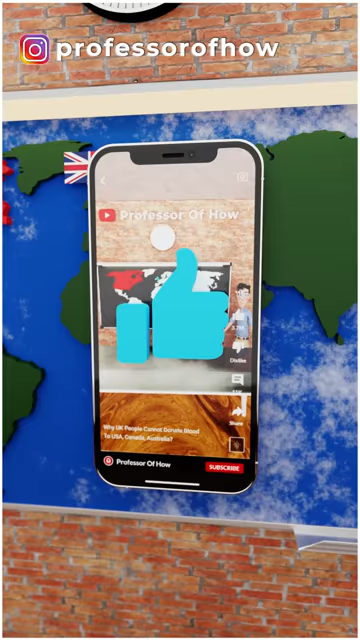 professorofhow
Professor Of How
Dislike
Share
Why UK People Cannot Donate Blood
To USA, Canada, Australia?
Professor Of How
SUBSCRIBE